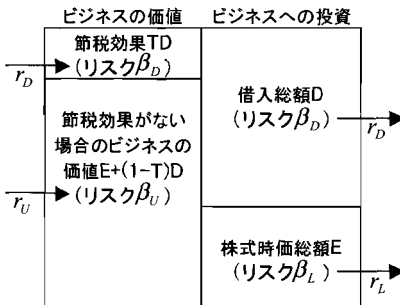 ビジネスの価値
ビジネスへの投資
節税効果TD
(リスクβD)
rD
節税効果がない
場合のビジネスの
価値E+(1-T)D
(リスクβU)
rU
借入総額D
(リスクβD)
rD
株式時価総額E
(リスクβL)
rL